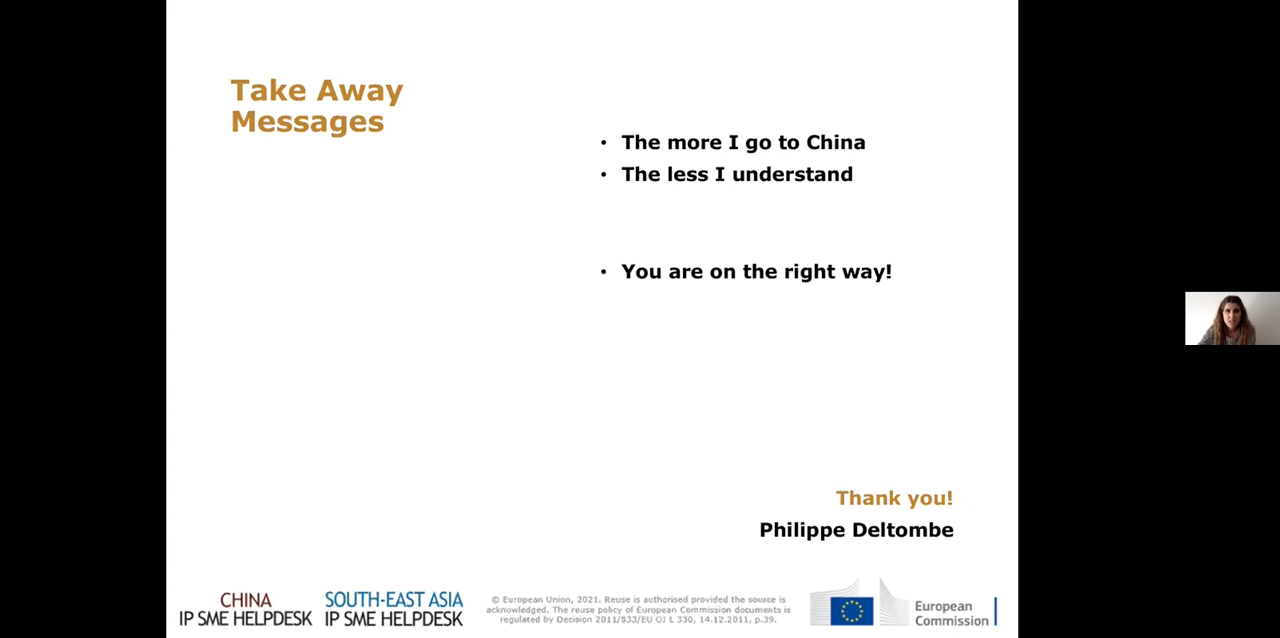 Take Away
Messages
• The more I go to China
• The less I understand
• You are on the right way!
Thank you!
Philippe Deltombe
CHINA
IP SME HELPDESK
SOUTH-EAST ASIA
IP SME HELPDESK
© European Union, 2021. Reuse is authorised provided the source is
acknowledged. The reuse policy of European Commission documents is
regulated by Decision 2011/833/EU OJ L 330, 14.12.2011, p.39.
European
Commission